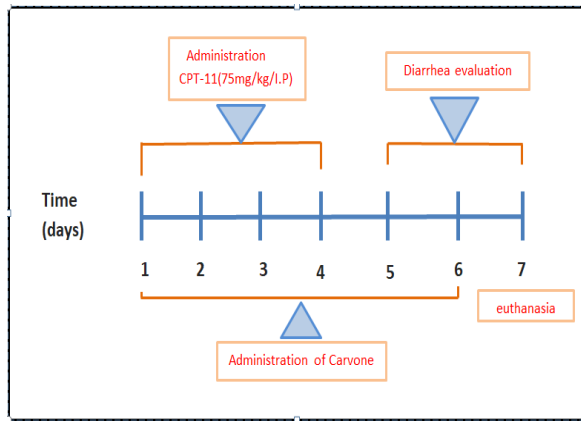 Administration
CPT-11(75mg/kg/I.P)
Diarrhea evaluation
Time
(days)
1 2 3 4 5 6 7
euthanasia
Administration of Carvone